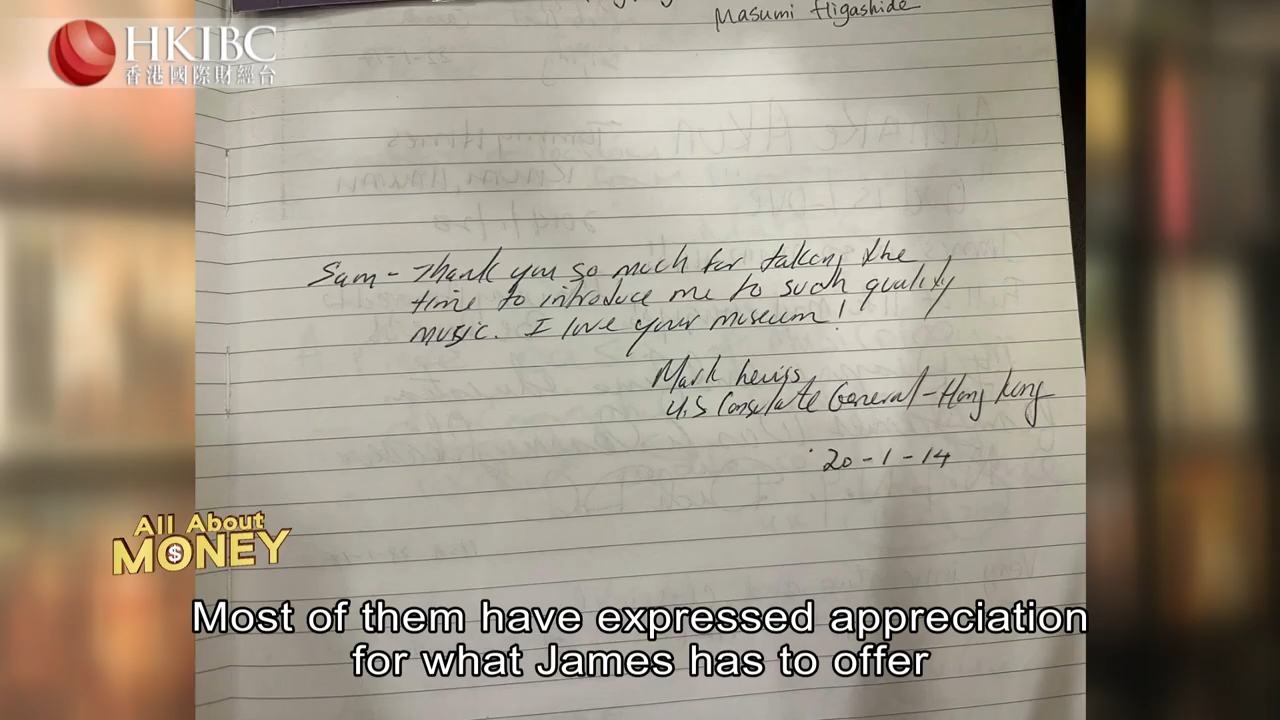 HKIBC
香港國際財經台
Masumi Higashide
Sam - Thank you so much for taking the
time to introduce me to such quality
music. I love your museum!
Mark
U.S Consulate General - Hong Kong
20-1-14
All About
MONEY
Most of them have expressed appreciation
for what James has to offer